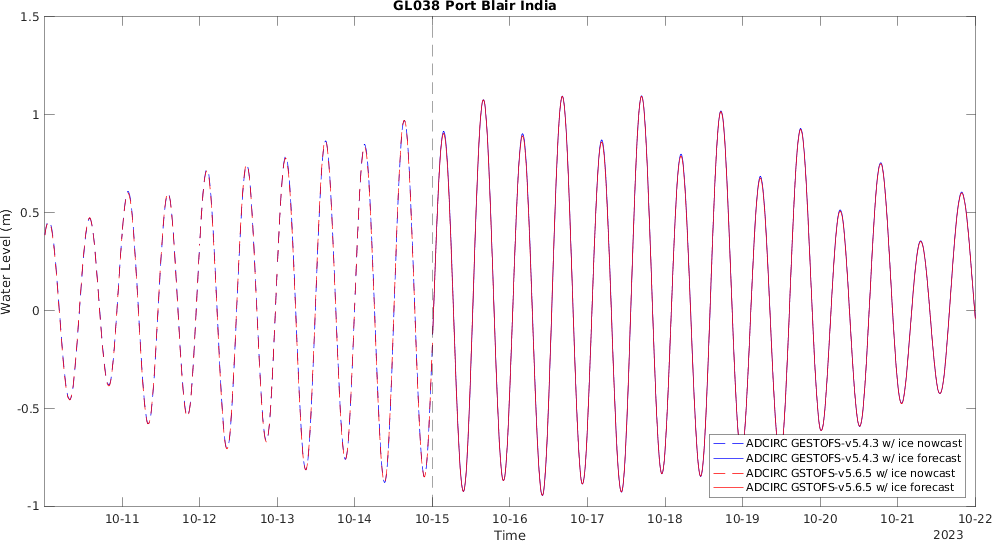 GL038 Port Blair India
1.5
1
0.5
0
-0.5
-1
Water Level (m)
10-11 10-12 10-13 10-14 10-15 10-16 10-17 10-18 10-19 10-20 10-21 10-22
Time
2023
ADCIRC GESTOFS-v5.4.3 w/ ice nowcast
ADCIRC GESTOFS-v5.4.3 w/ ice forecast
ADCIRC GSTOFS-v5.6.5 w/ ice nowcast
ADCIRC GSTOFS-v5.6.5 w/ ice forecast